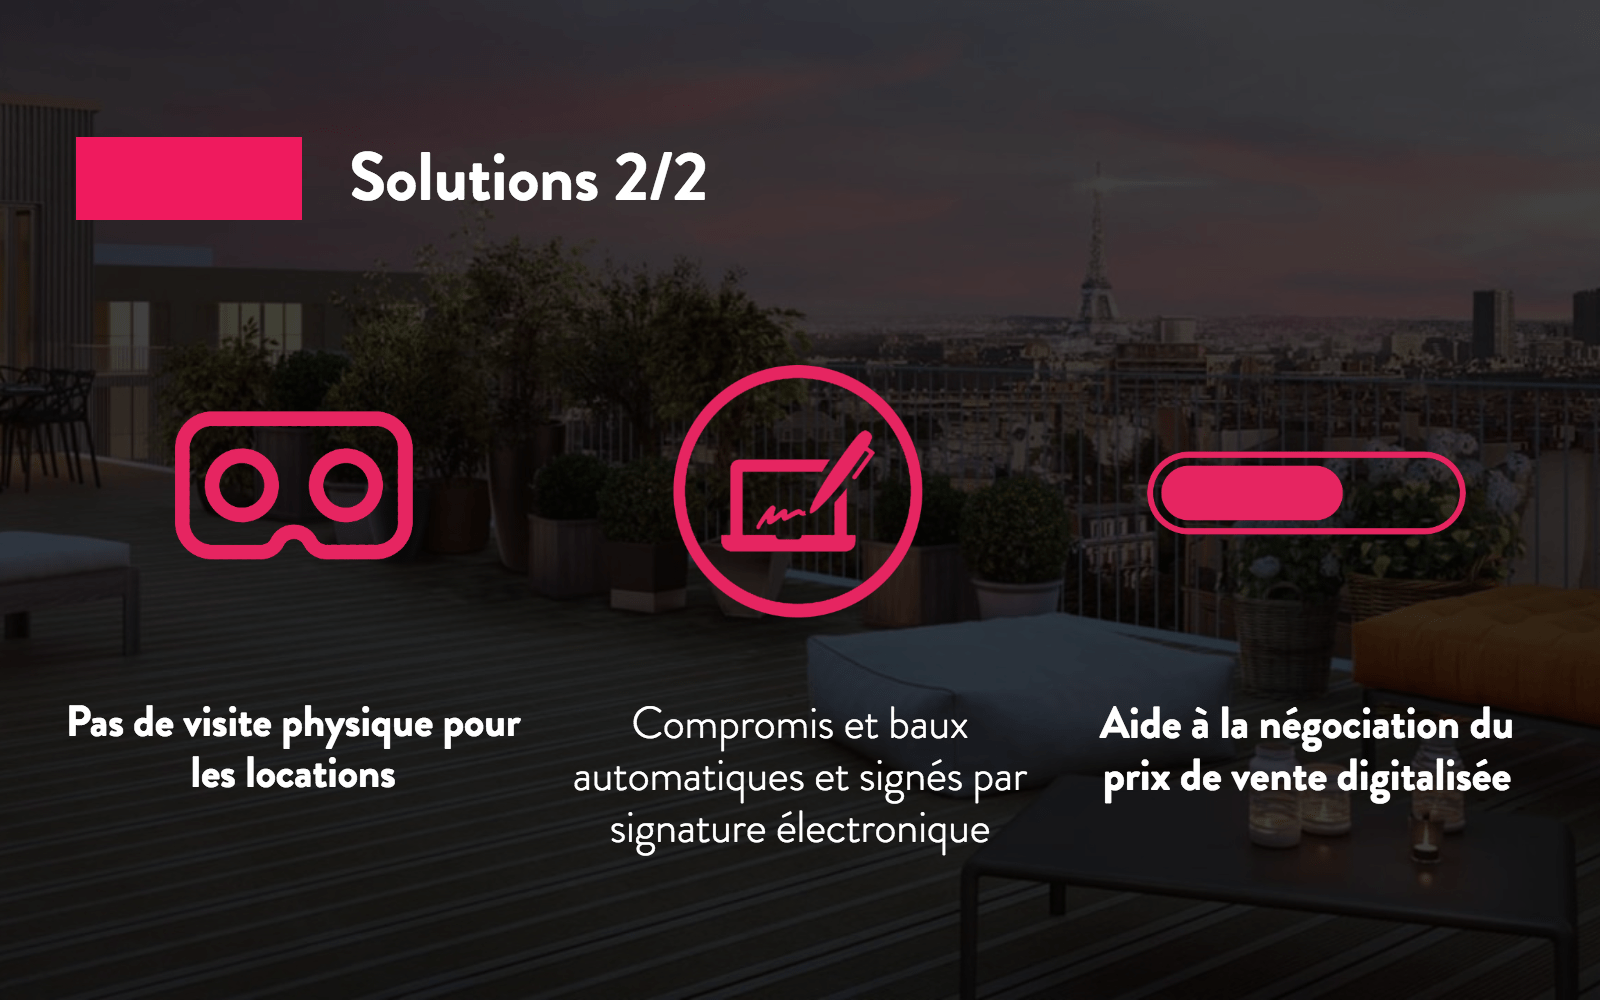 Solutions 2/2
Pas de visite physique pour
les locations
Compromis et baux
automatiques et signés par
signature électronique
Aide à la négociation du
prix de vente digitalisée